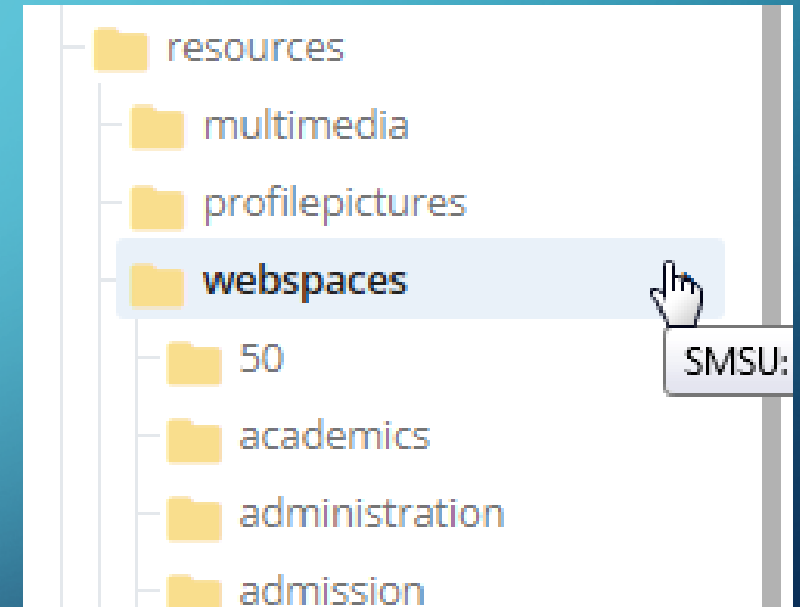 resources
multimedia
profilepictures
webspaces
50
SMSU:
academics
administration
admission